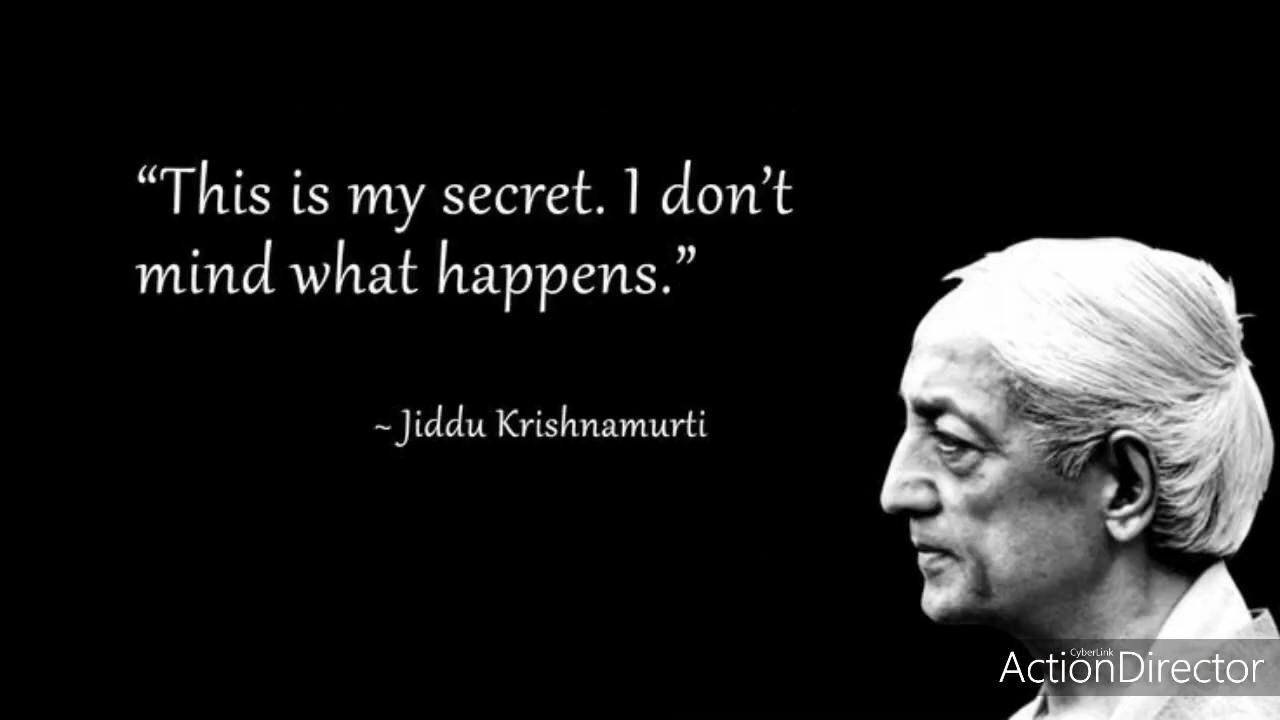 “This is my secret. I don’t
mind what happens.”
~ Jiddu Krishnamurti
CyberLink
ActionDirector